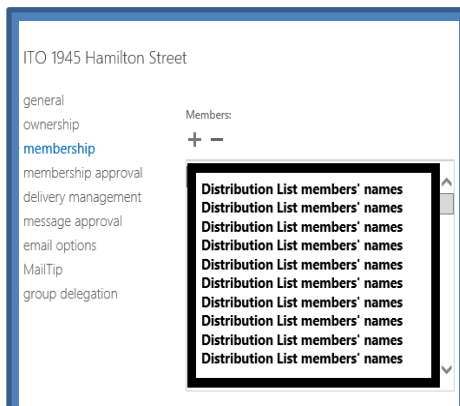 ITO 1945 Hamilton Street
general
ownership
membership
membership approval
delivery management
message approval
email options
MailTip
group delegation
Members:
+ −
Distribution List members' names
Distribution List members' names
Distribution List members' names
Distribution List members' names
Distribution List members' names
Distribution List members' names
Distribution List members' names
Distribution List members' names
Distribution List members' names
Distribution List members' names